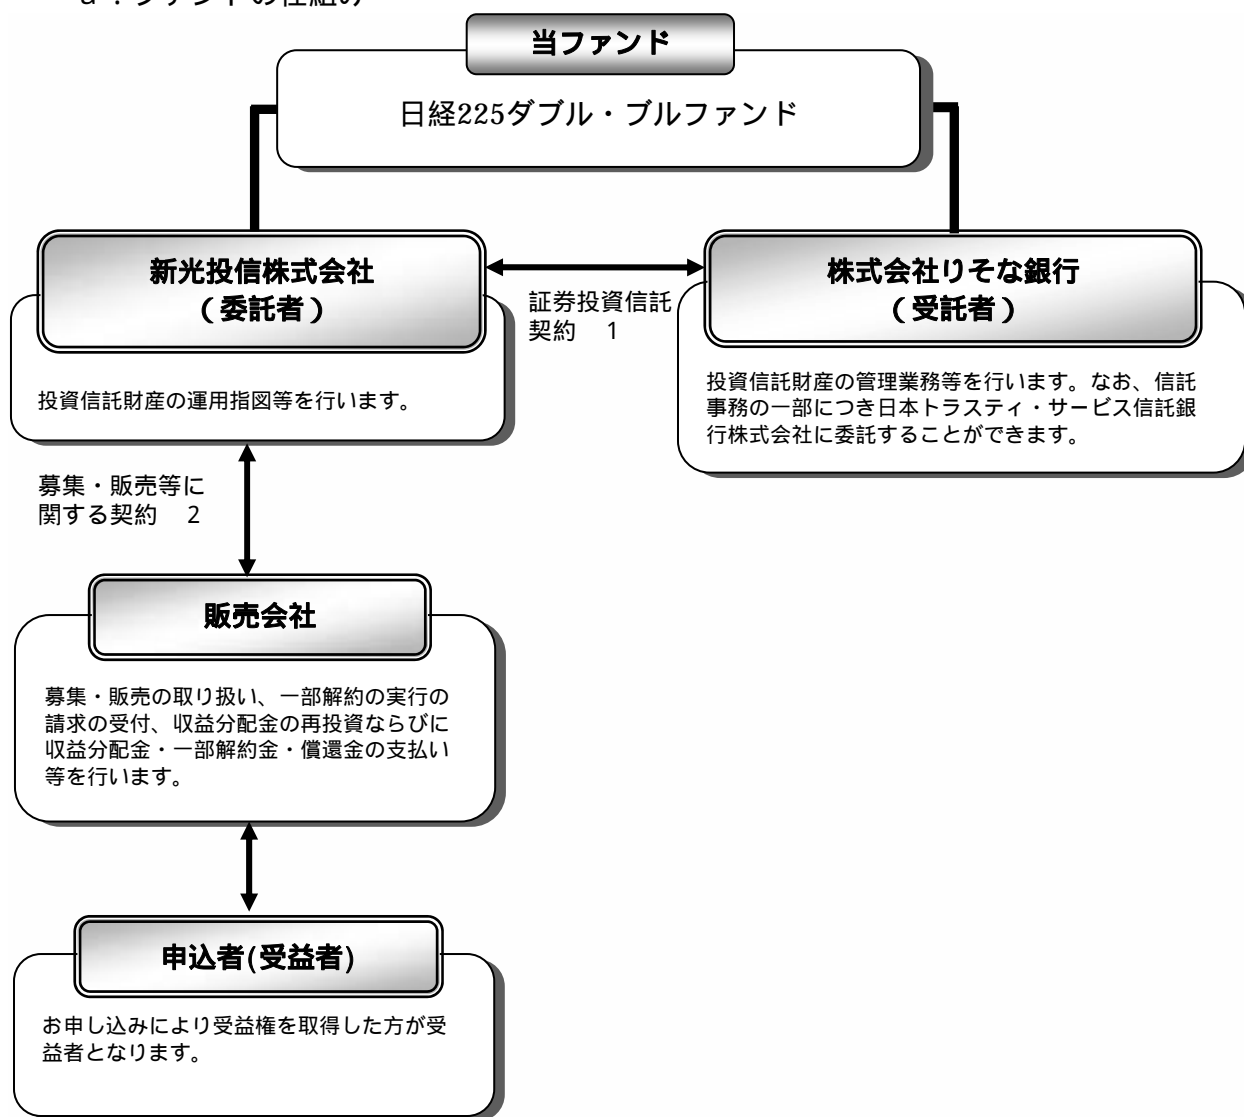 a．ファンドの仕組み
当ファンド
日経225ダブル・ブルファンド
新光投信株式会社
（委託者）
投資信託財産の運用指図等を行います。
証券投資信託
契約　1
株式会社りそな銀行
（受託者）
投資信託財産の管理業務等を行います。なお、信託
事務の一部につき日本トラスティ・サービス信託銀
行株式会社に委託することができます。
募集・販売等に
関する契約　2
販売会社
募集・販売の取り扱い、一部解約の実行の
請求の受付、収益分配金の再投資ならびに
収益分配金・一部解約金・償還金の支払い
等を行います。
申込者(受益者)
お申し込みにより受益権を取得した方が受
益者となります。